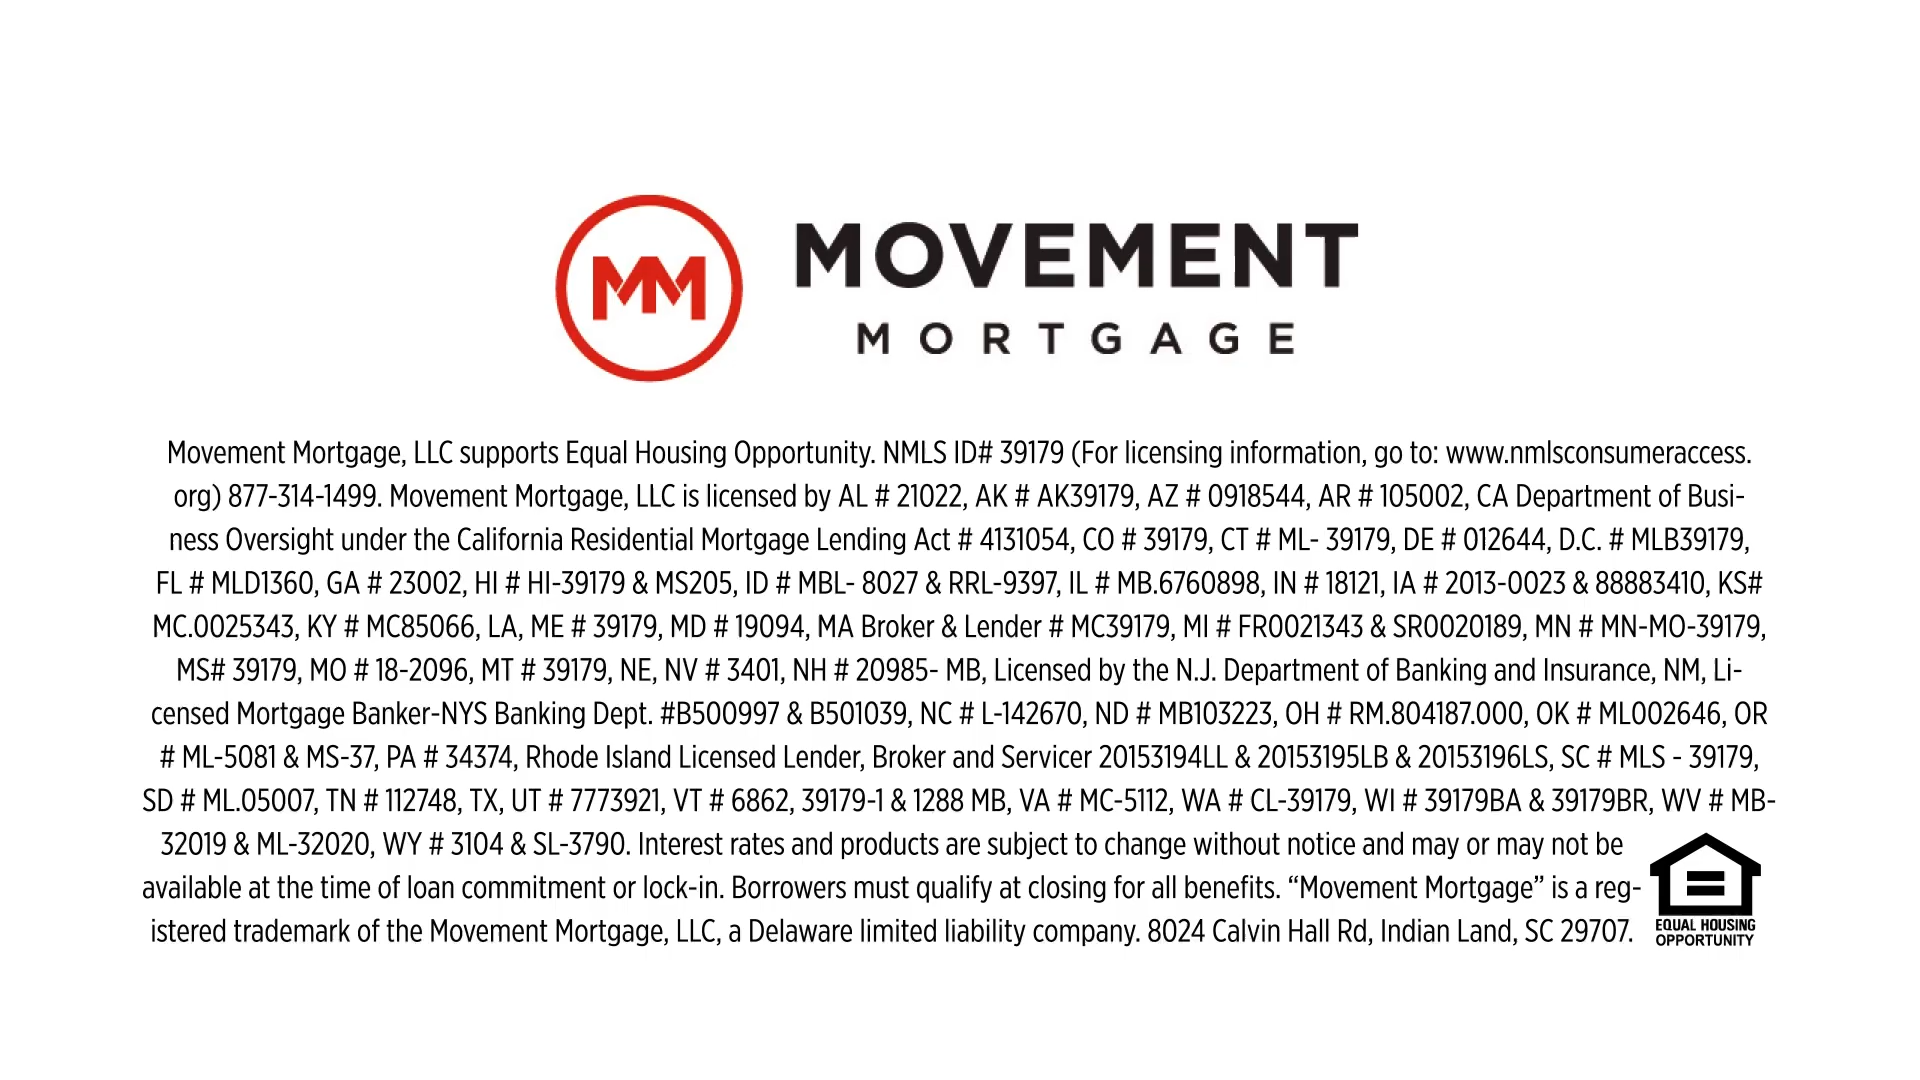 MM
MOVEMENT
MORTGAGE
Movement Mortgage, LLC supports Equal Housing Opportunity. NMLS ID# 39179 (For licensing information, go to: www.nmlsconsumeraccess.
org) 877-314-1499. Movement Mortgage, LLC is licensed by AL # 21022, AK # AK39179, AZ # 0918544, AR # 105002, CA Department of Busi-
ness Oversight under the California Residential Mortgage Lending Act # 4131054, CO # 39179, CT # ML- 39179, DE # 012644, D.C. # MLB39179,
FL # MLD1360, GA # 23002, HI # HI-39179 & MS205, ID # MBL- 8027 & RRL-9397, IL # MB.6760898, IN # 18121, IA # 2013-0023 & 88883410, KS#
MC.0025343, KY # MC85066, LA, ME # 39179, MD # 19094, MA Broker & Lender # MC39179, MI # FR0021343 & SR0020189, MN # MN-MO-39179,
MS# 39179, MO # 18-2096, MT # 39179, NE, NV # 3401, NH # 20985- MB, Licensed by the N.J. Department of Banking and Insurance, NM, Li-
censed Mortgage Banker-NYS Banking Dept. #B500997 & B501039, NC # L-142670, ND # MB103223, OH # RM.804187.000, OK # ML002646, OR
# ML-5081 & MS-37, PA # 34374, Rhode Island Licensed Lender, Broker and Servicer 20153194LL & 20153195LB & 20153196LS, SC # MLS - 39179,
SD # ML.05007, TN # 112748, TX, UT # 7773921, VT # 6862, 39179-1 & 1288 MB, VA # MC-5112, WA # CL-39179, WI # 39179BA & 39179BR, WV # MB-
32019 & ML-32020, WY # 3104 & SL-3790. Interest rates and products are subject to change without notice and may or may not be
available at the time of loan commitment or lock-in. Borrowers must qualify at closing for all benefits. “Movement Mortgage” is a reg-
istered trademark of the Movement Mortgage, LLC, a Delaware limited liability company. 8024 Calvin Hall Rd, Indian Land, SC 29707.
EQUAL HOUSING
OPPORTUNITY